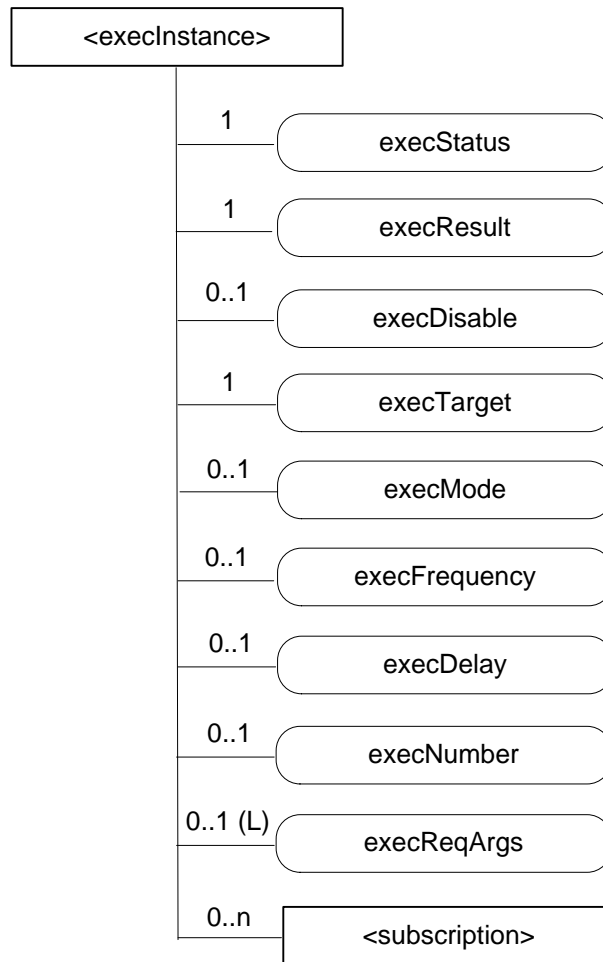 <execInstance>
1
execStatus
1
execResult
0..1
execDisable
1
execTarget
0..1
execMode
0..1
execFrequency
0..1
execDelay
0..1
execNumber
0..1 (L)
execReqArgs
0..n
<subscription>